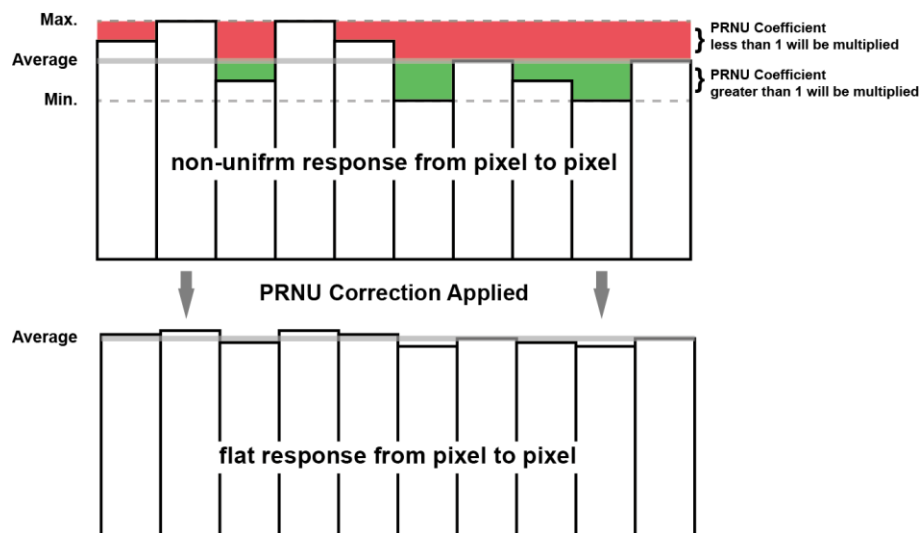 Max.
PRNU Coefficient
less than 1 will be multiplied
Average
PRNU Coefficient
greater than 1 will be multiplied
Min.
non-unifrm response from pixel to pixel
PRNU Correction Applied
Average
flat response from pixel to pixel